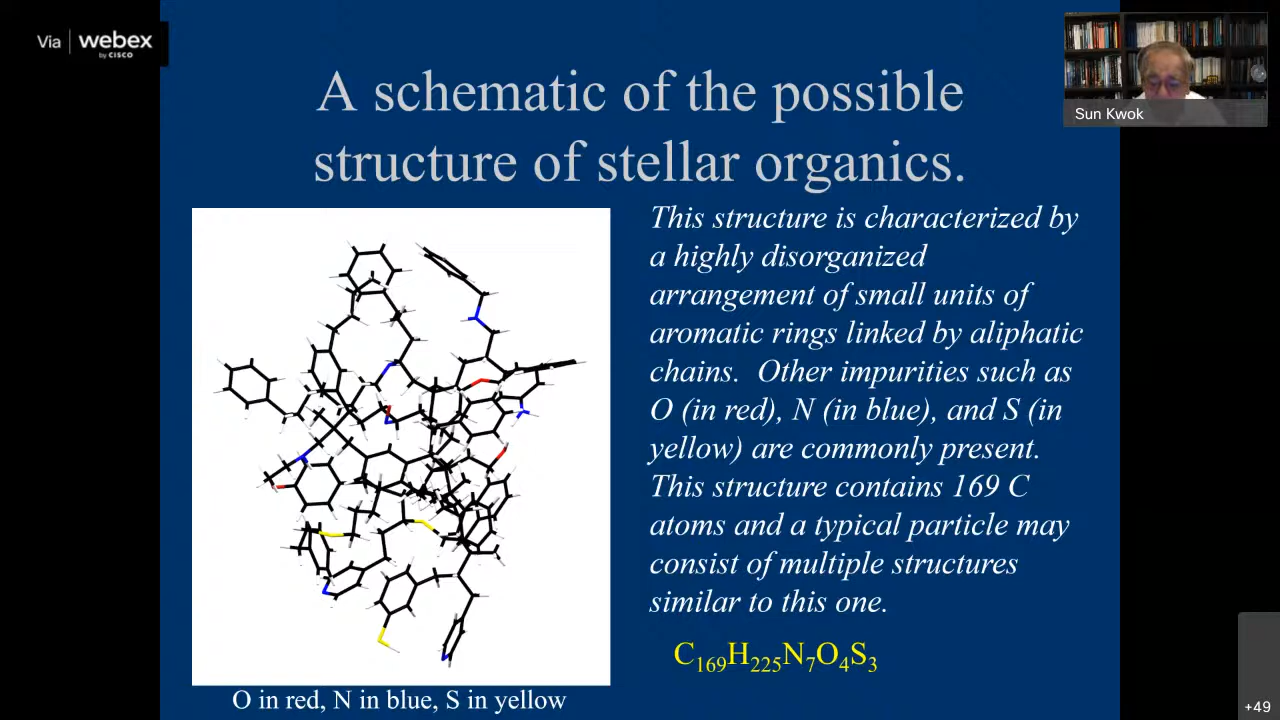 Via webex
by CISCO
Sun Kwok
A schematic of the possible
structure of stellar organics.
This structure is characterized by
a highly disorganized
arrangement of small units of
aromatic rings linked by aliphatic
chains.  Other impurities such as
O (in red), N (in blue), and S (in
yellow) are commonly present.
This structure contains 169 C
atoms and a typical particle may
consist of multiple structures
similar to this one.
C₁₆₉H₂₂₅N₇O₄S₃
O in red, N in blue, S in yellow
+49